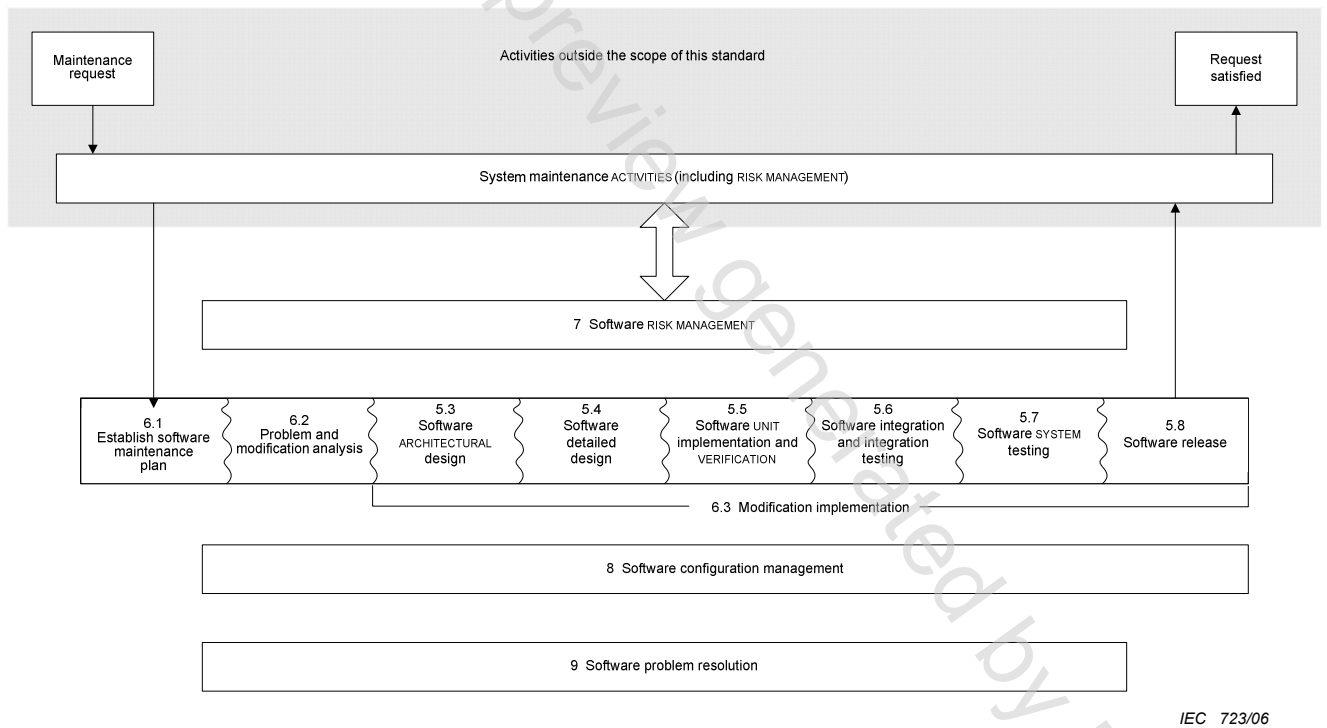 Maintenance
request
Activities outside the scope of this standard
Request
satisfied
System maintenance ACTIVITIES (including RISK MANAGEMENT)
7 Software RISK MANAGEMENT
6.1
Establish software
maintenance
plan
6.2
Problem and
modification analysis
5.3
Software
ARCHITECTURAL
design
5.4
Software
detailed
design
5.5
Software UNIT
implementation and
VERIFICATION
5.6
Software integration
and integration
testing
5.7
Software SYSTEM
testing
5.8
Software release
6.3 Modification implementation
8 Software configuration management
9 Software problem resolution
IEC 723/06
preview generated by